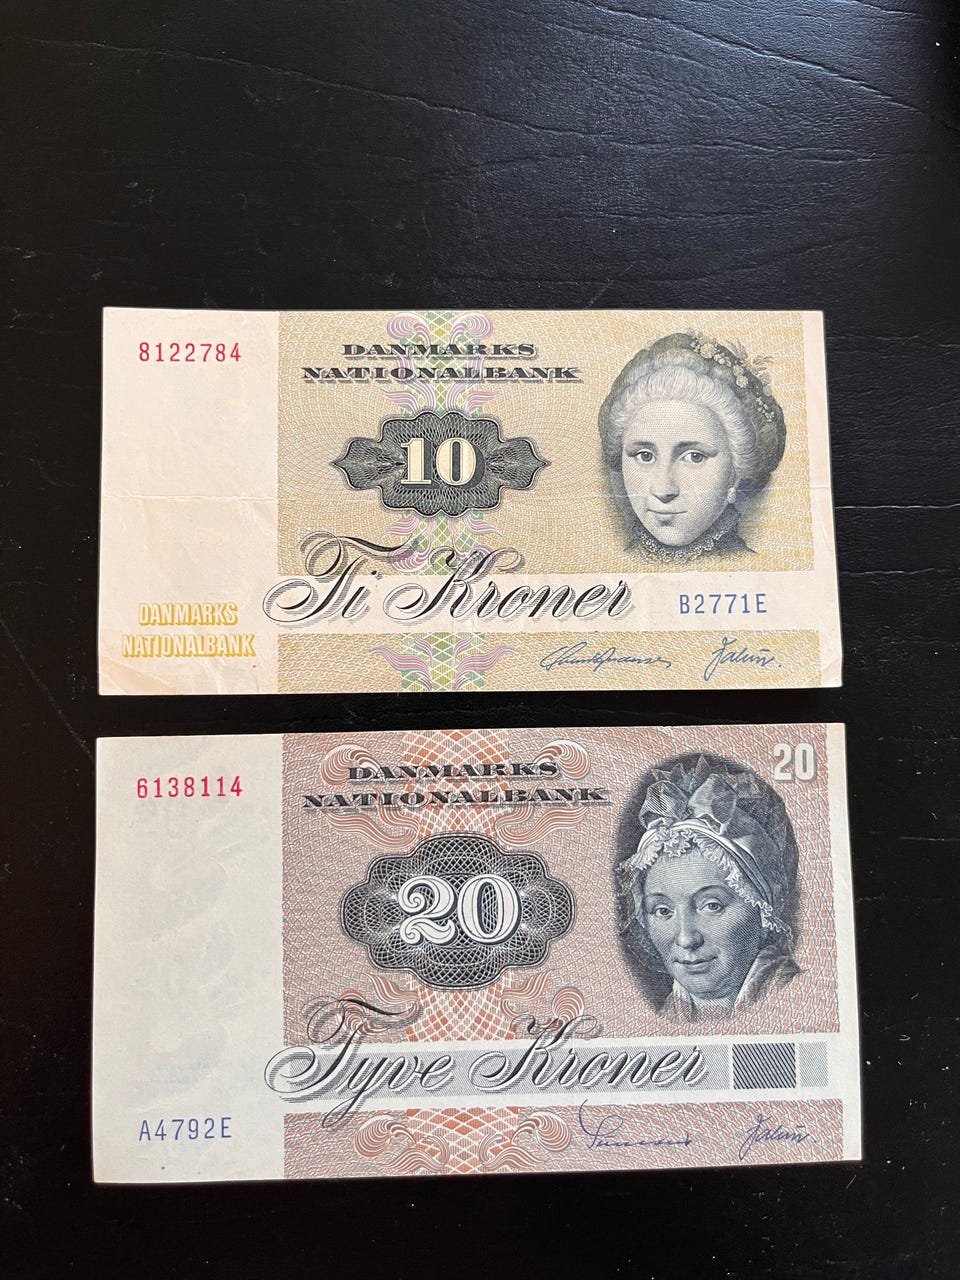 8122784
DANMARKS
NATIONALBANK
10
Ti Kroner
B2771E
DANMARKS
NATIONALBANK
6138114
DANMARKS
NATIONALBANK
20
20
Tyve Kroner
A4792E